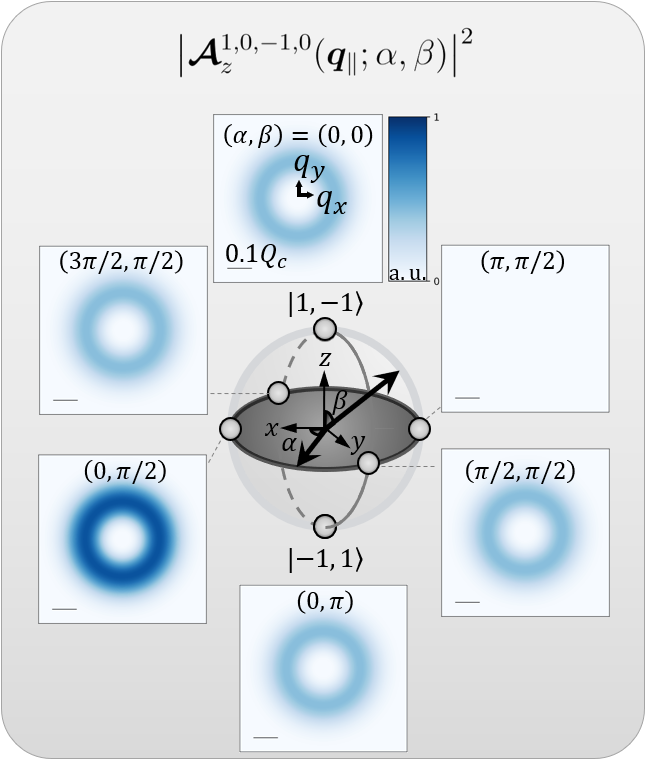 |𝓐_z^{1,0,−1,0}(q_∥; α, β)|²
(α, β) = (0, 0)
q_y
q_x
0.1Q_c
1
a.u.
0
(3π/2, π/2)
(π, π/2)
|1, −1⟩
z
β
x
α
y
(0, π/2)
(π/2, π/2)
|−1, 1⟩
(0, π)